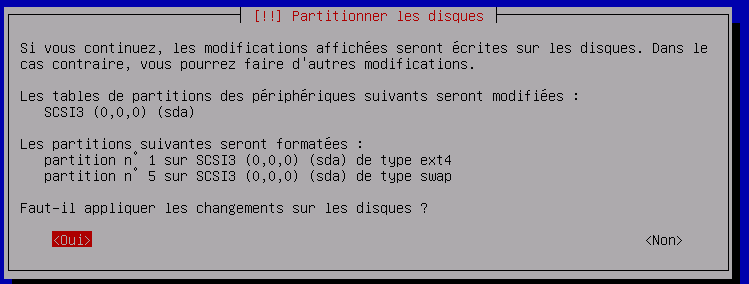 [!!] Partitionner les disques
Si vous continuez, les modifications affichées seront écrites sur les disques. Dans le
cas contraire, vous pourrez faire d'autres modifications.
Les tables de partitions des périphériques suivants seront modifiées :
SCSI3 (0,0,0) (sda)
Les partitions suivantes seront formatées :
partition n° 1 sur SCSI3 (0,0,0) (sda) de type ext4
partition n° 5 sur SCSI3 (0,0,0) (sda) de type swap
Faut-il appliquer les changements sur les disques ?
<Oui> <Non>